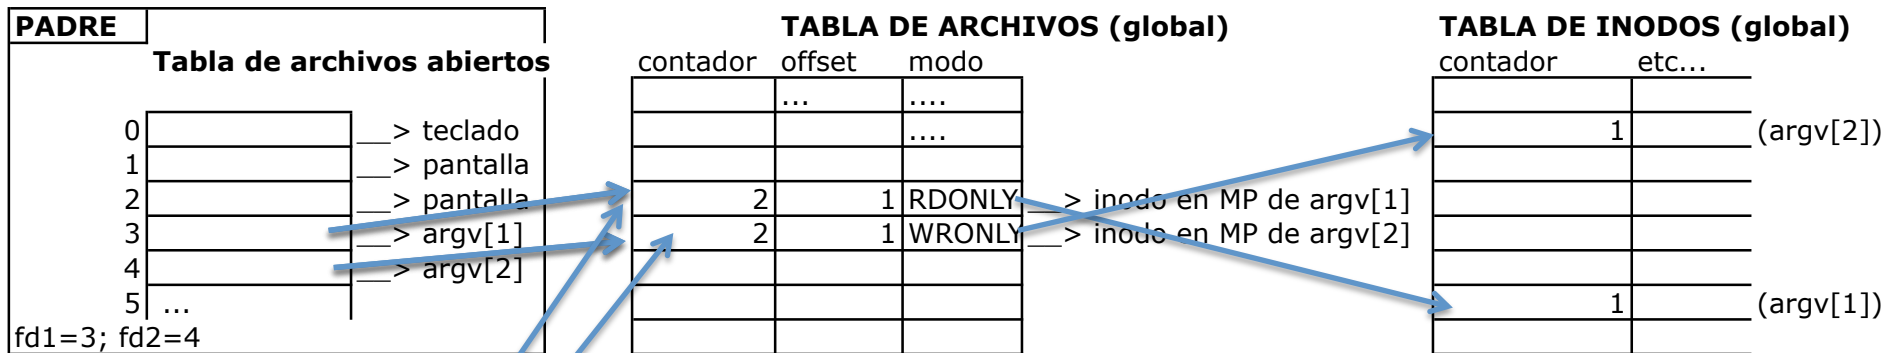 PADRE TABLA DE ARCHIVOS (global) TABLA DE INODOS (global)
Tabla de archivos abiertos contador offset modo contador etc...
... ....
0 __> teclado .... 1 (argv[2])
1 __> pantalla
2 __> pantalla 2 1 RDONLY __> inodo en MP de argv[1]
3 __> argv[1] 2 1 WRONLY __> inodo en MP de argv[2]
4 __> argv[2]
5 ... 1 (argv[1])
fd1=3; fd2=4